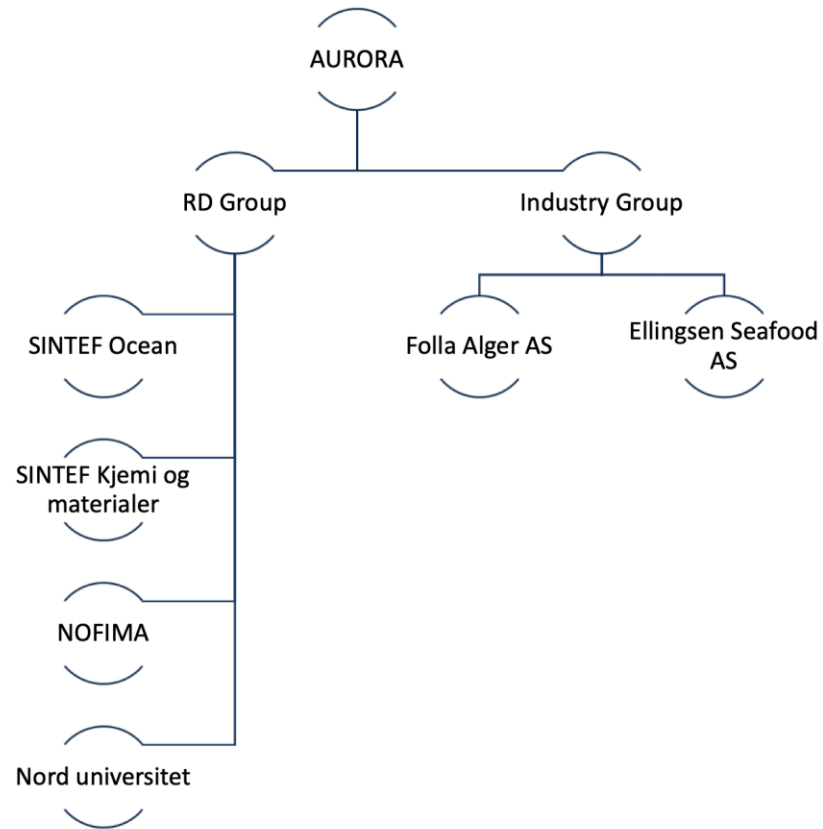 AURORA
RD Group
Industry Group
SINTEF Ocean
Folla Alger AS
Ellingsen Seafood
AS
SINTEF Kjemi og
materialer
NOFIMA
Nord universitet